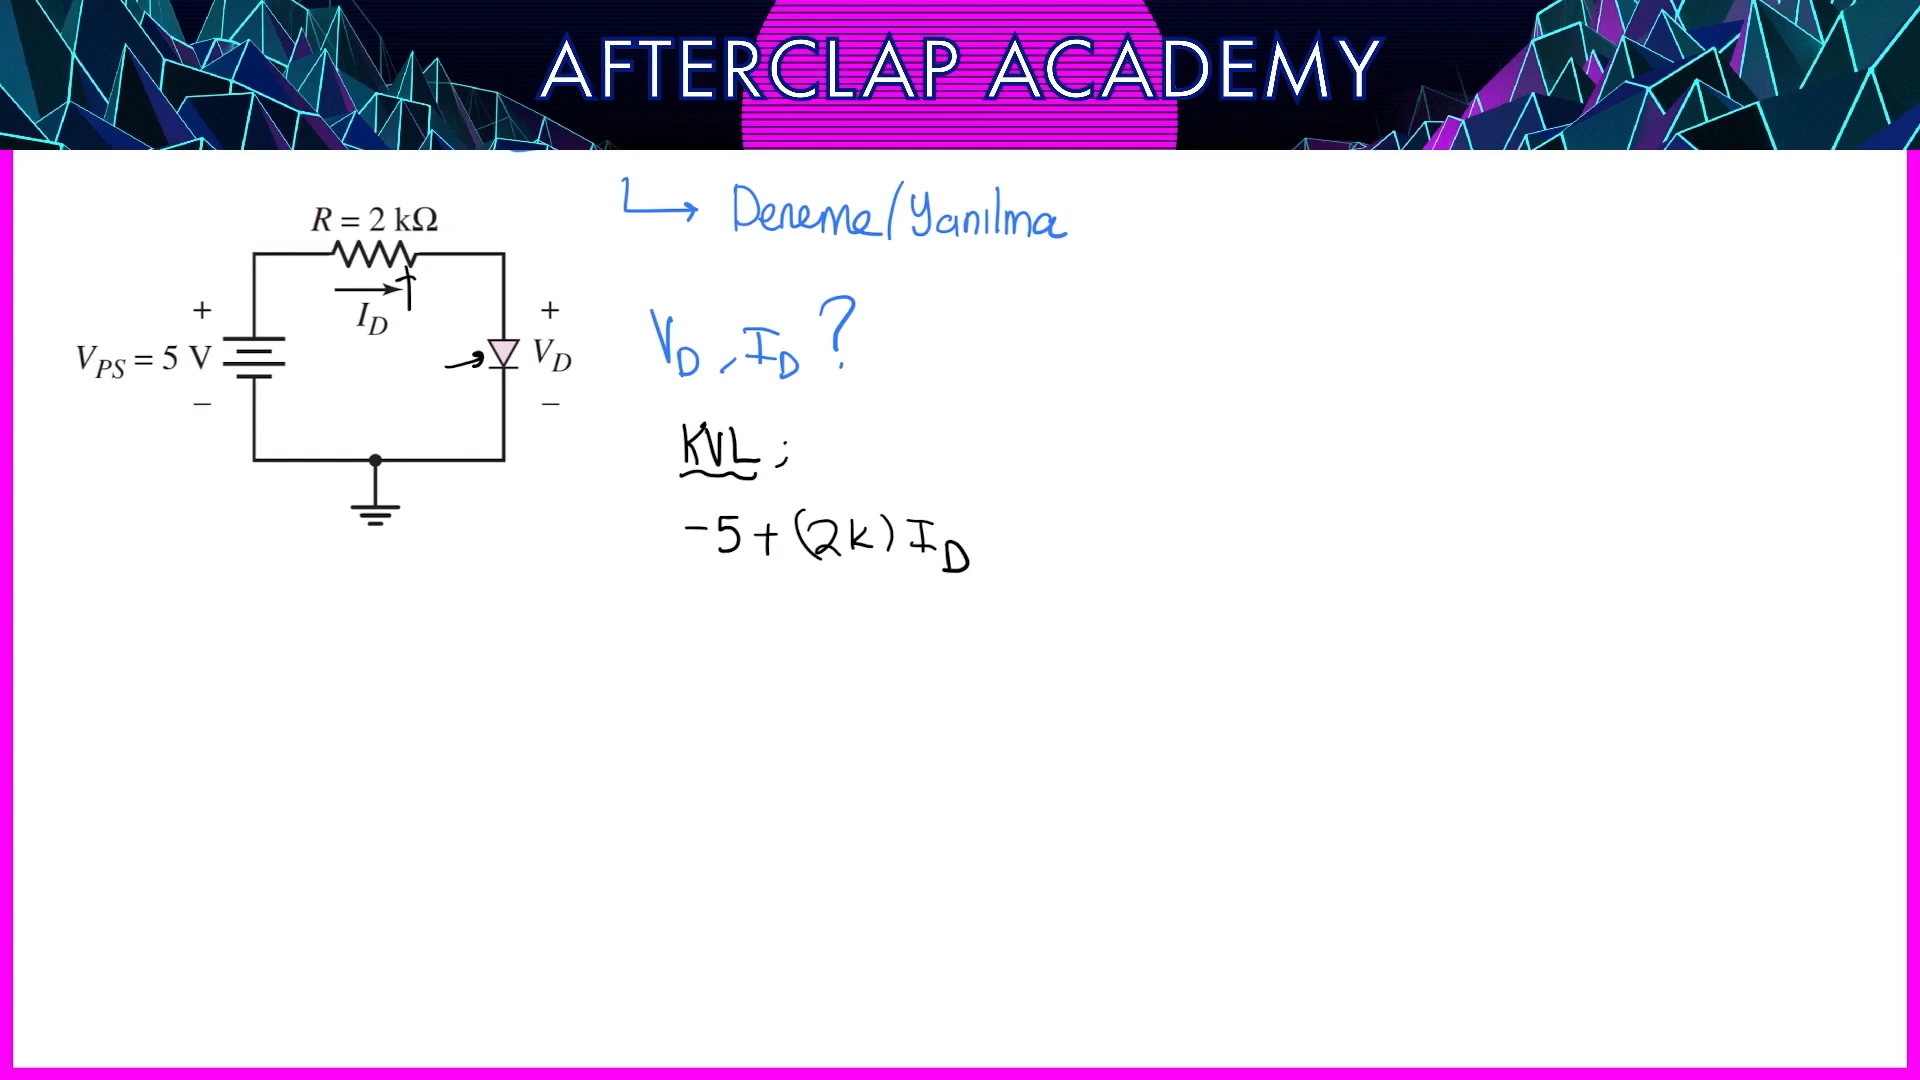 AFTERCLAP ACADEMY
Deneme/Yanılma
R = 2 kΩ
I_D
+
V_PS = 5 V
–
+
V_D
–
V_D, I_D ?
KVL;
-5+(2k)I_D